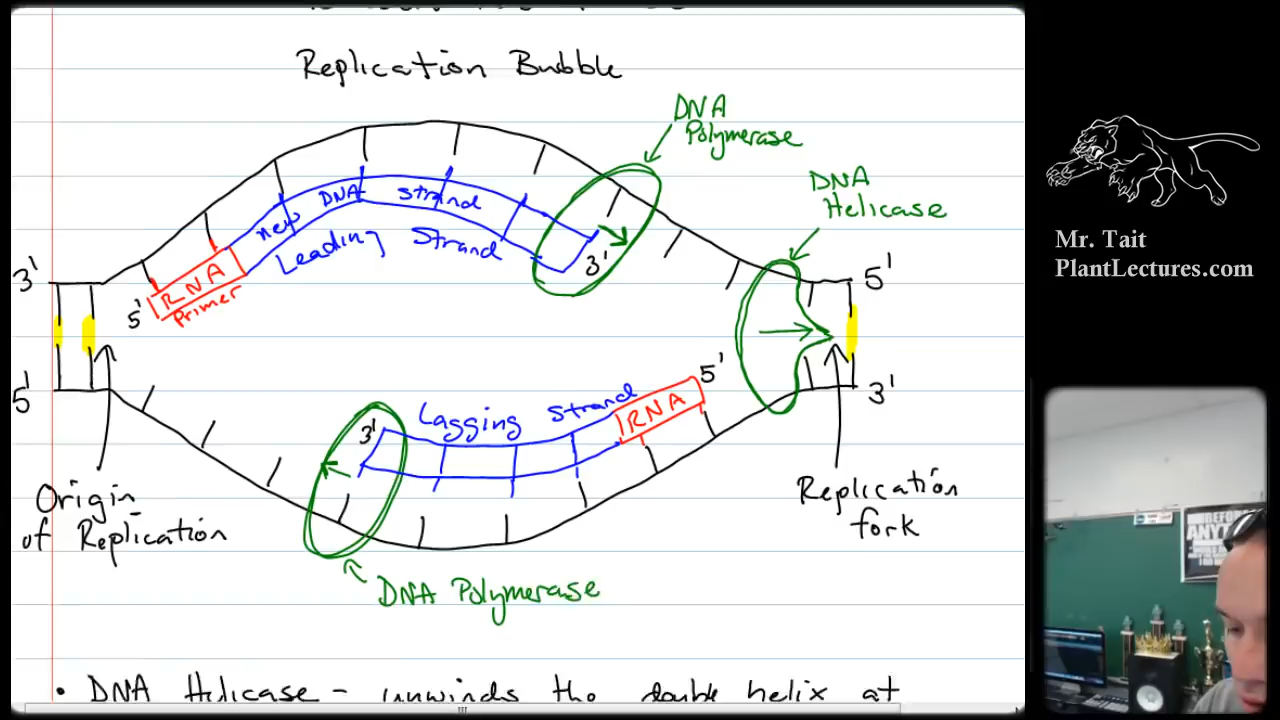 Replication Bubble
DNA
Polymerase
DNA
Helicase
new DNA strand
Leading Strand
3'
3'
5'
RNA
Primer
5'
5'
3'
5'
3'
Lagging Strand
RNA
Origin
of Replication
Replication
fork
DNA Polymerase
• DNA Helicase - unwinds the double helix at
Mr. Tait
PlantLectures.com
BEFORE
ANYTHING